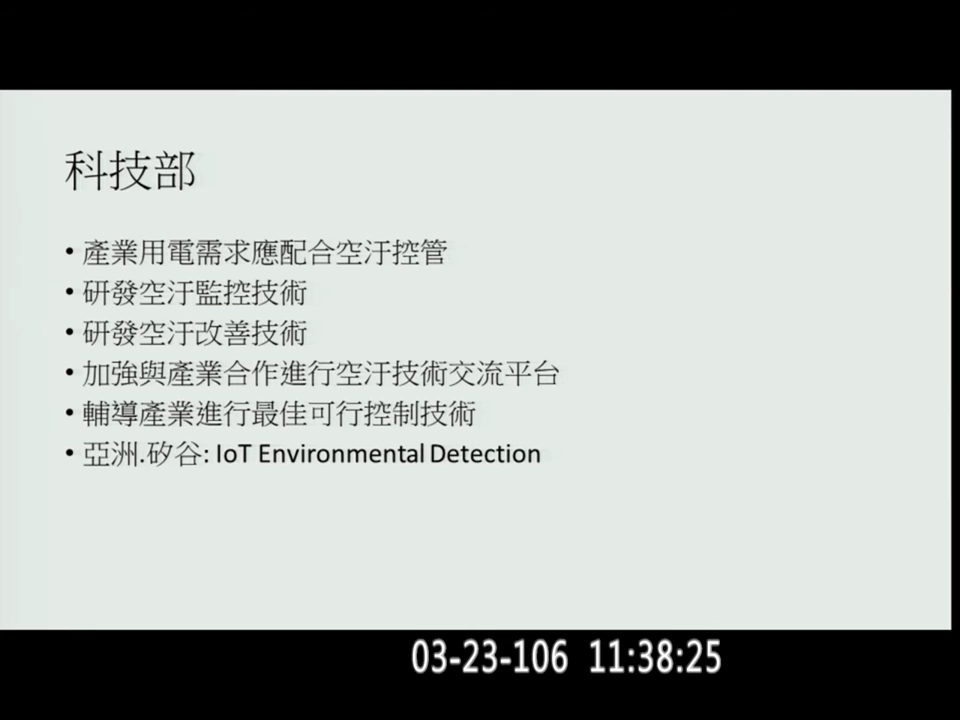 科技部
• 產業用電需求應配合空汙控管
• 研發空汙監控技術
• 研發空汙改善技術
• 加強與產業合作進行空汙技術交流平台
• 輔導產業進行最佳可行控制技術
• 亞洲.矽谷: IoT Environmental Detection
03-23-106 11:38:25